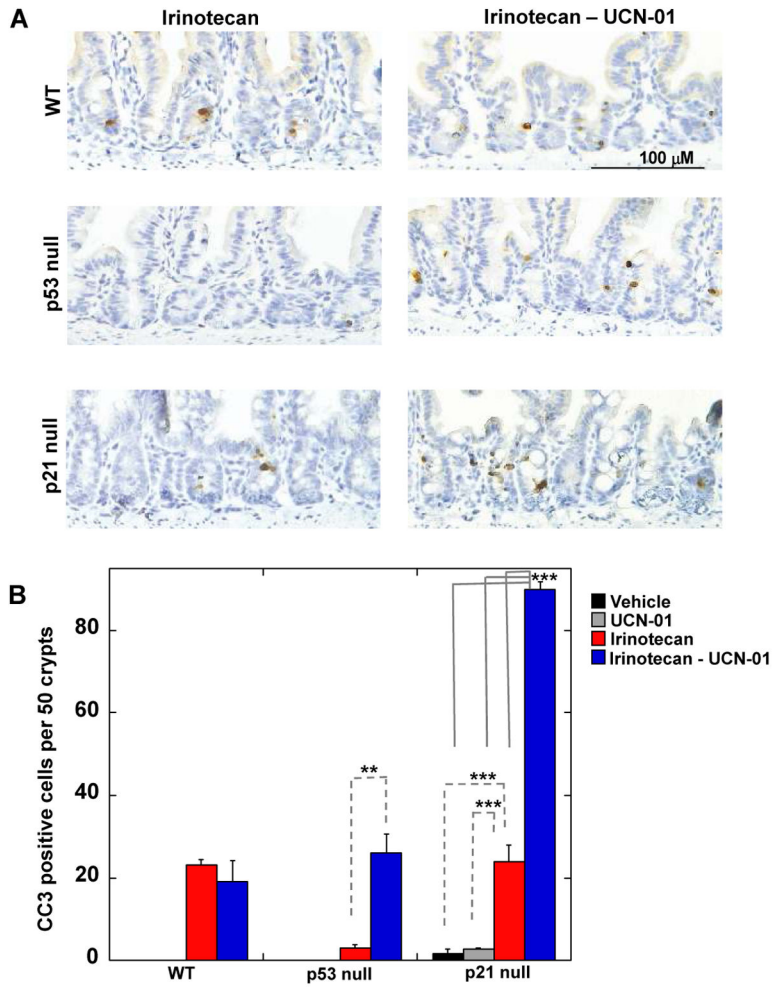 A
Irinotecan
Irinotecan – UCN-01
WT
100 µM
p53 null
p21 null
B
CC3 positive cells per 50 crypts
80
60
40
20
0
**
***
***
***
WT
p53 null
p21 null
Vehicle
UCN-01
Irinotecan
Irinotecan - UCN-01